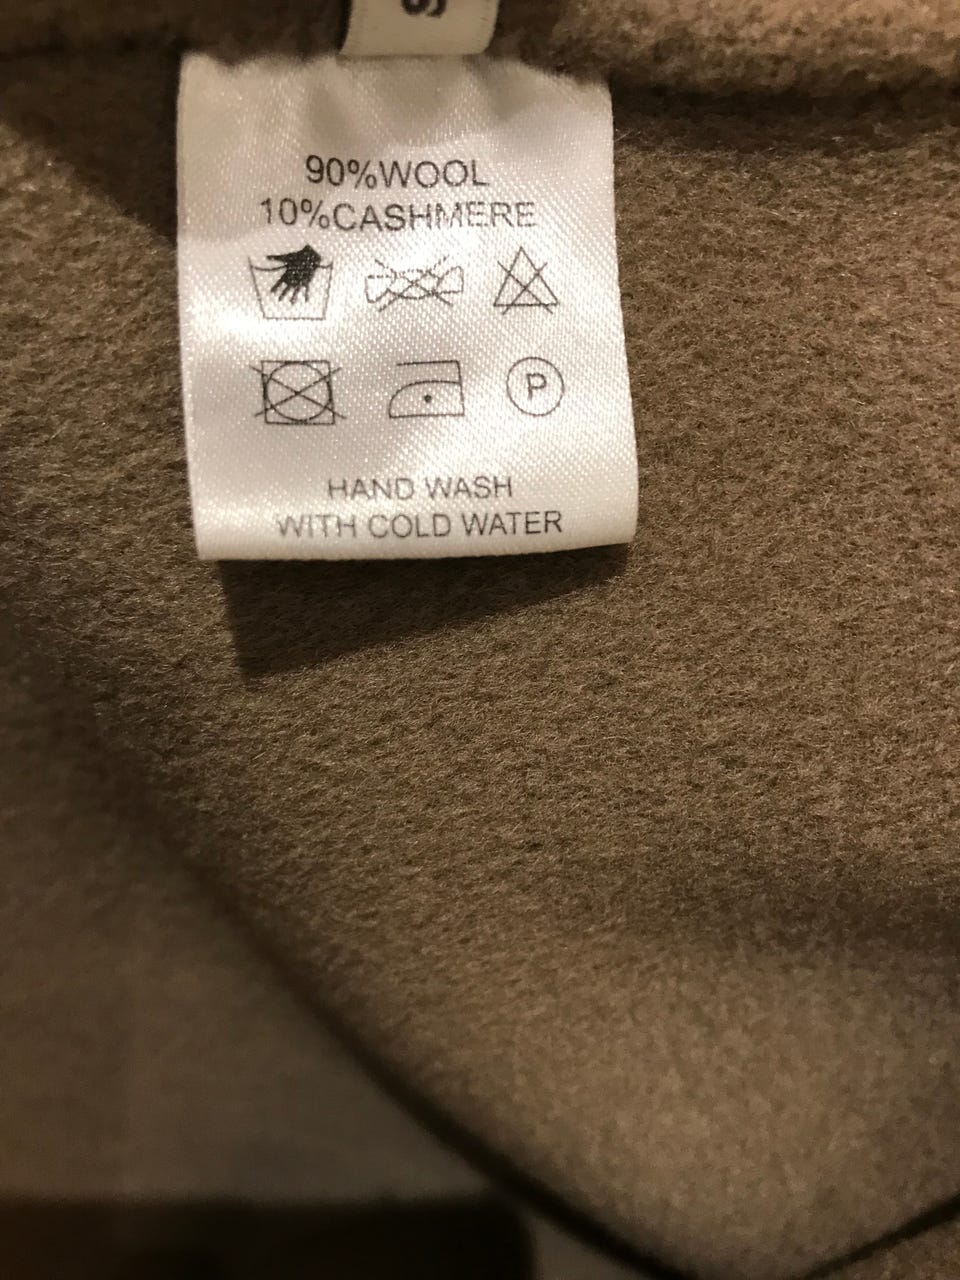 90%WOOL
10%CASHMERE
P
HAND WASH
WITH COLD WATER